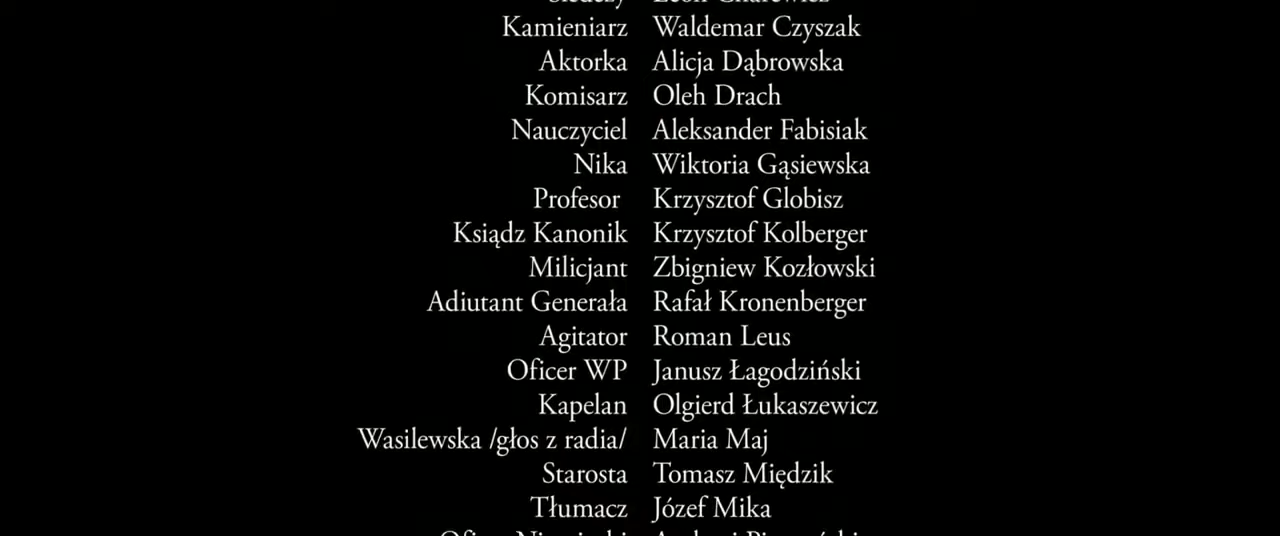 Kamieniarz Waldemar Czyszak
Aktorka Alicja Dąbrowska
Komisarz Oleh Drach
Nauczyciel Aleksander Fabisiak
Nika Wiktoria Gąsiewska
Profesor Krzysztof Globisz
Ksiądz Kanonik Krzysztof Kolberger
Milicjant Zbigniew Kozłowski
Adiutant Generała Rafał Kronenberger
Agitator Roman Leus
Oficer WP Janusz Łagodziński
Kapelan Olgierd Łukaszewicz
Wasilewska /głos z radia/ Maria Maj
Starosta Tomasz Międzik
Tłumacz Józef Mika